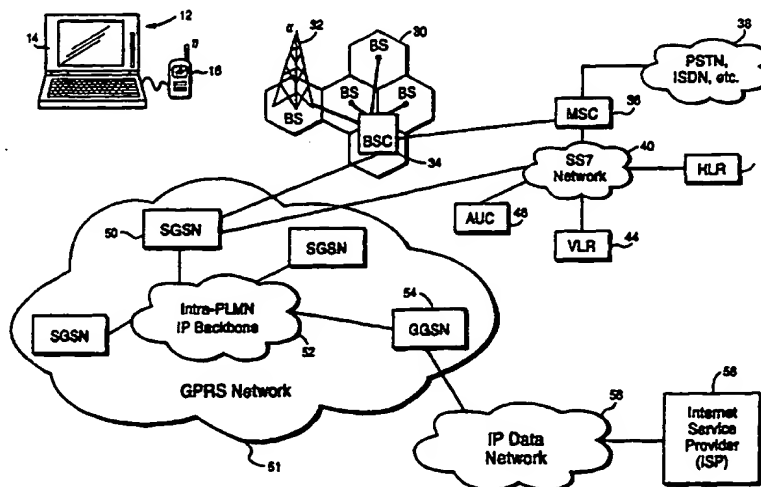 12
14
16
α
32
30
BS
BS
BS
BS
BSC
34
38
PSTN,
ISDN, etc.
MSC
36
40
SS7
Network
HLR
AUC
48
VLR
44
50
SGSN
SGSN
SGSN
Intra-PLMN
IP Backbone
52
54
GGSN
GPRS Network
51
58
IP Data
Network
56
Internet
Service
Provider
(ISP)